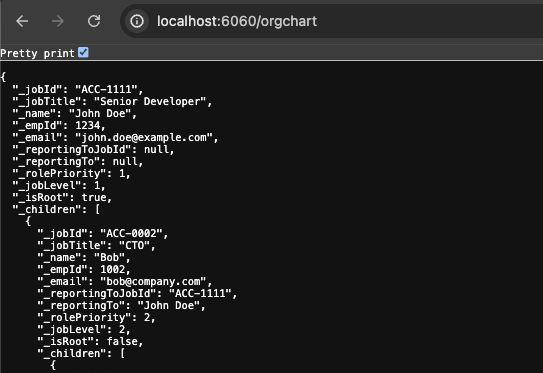 localhost:6060/orgchart
Pretty print
{
"_jobId": "ACC-1111",
"_jobTitle": "Senior Developer",
"_name": "John Doe",
"_empId": 1234,
"_email": "john.doe@example.com",
"_reportingToJobId": null,
"_reportingTo": null,
"_rolePriority": 1,
"_jobLevel": 1,
"_isRoot": true,
"_children": [
{
"_jobId": "ACC-0002",
"_jobTitle": "CTO",
"_name": "Bob",
"_empId": 1002,
"_email": "bob@company.com",
"_reportingToJobId": "ACC-1111",
"_reportingTo": "John Doe",
"_rolePriority": 2,
"_jobLevel": 2,
"_isRoot": false,
"_children": [
{